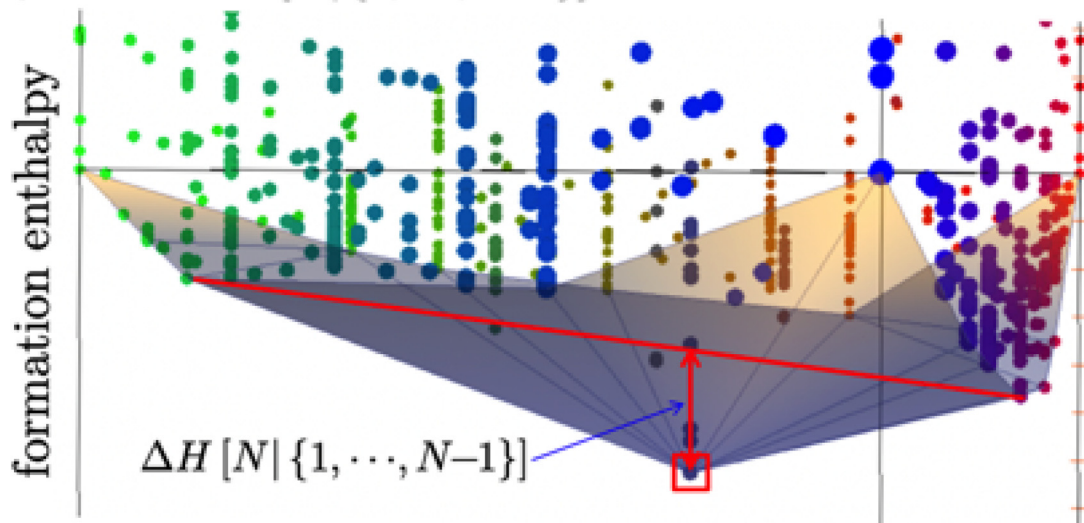 formation enthalpy
ΔH [N| {1, ⋯, N−1}]